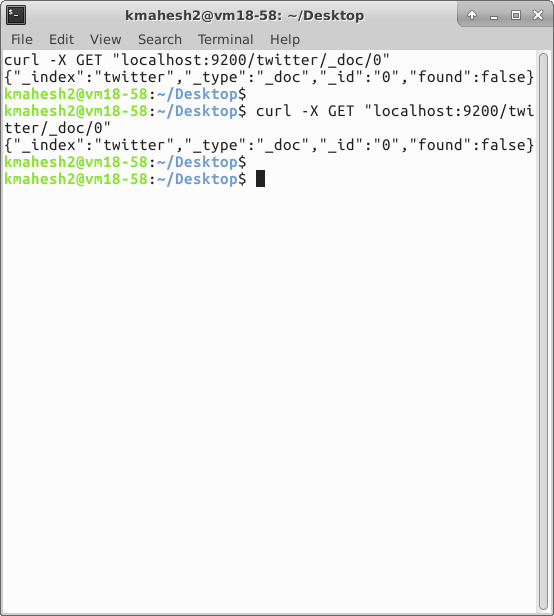 kmahesh2@vm18-58: ~/Desktop
File Edit View Search Terminal Help
curl -X GET "localhost:9200/twitter/_doc/0"
{"_index":"twitter","_type":"_doc","_id":"0","found":false}
kmahesh2@vm18-58:~/Desktop$
kmahesh2@vm18-58:~/Desktop$ curl -X GET "localhost:9200/twi
tter/_doc/0"
{"_index":"twitter","_type":"_doc","_id":"0","found":false}
kmahesh2@vm18-58:~/Desktop$
kmahesh2@vm18-58:~/Desktop$